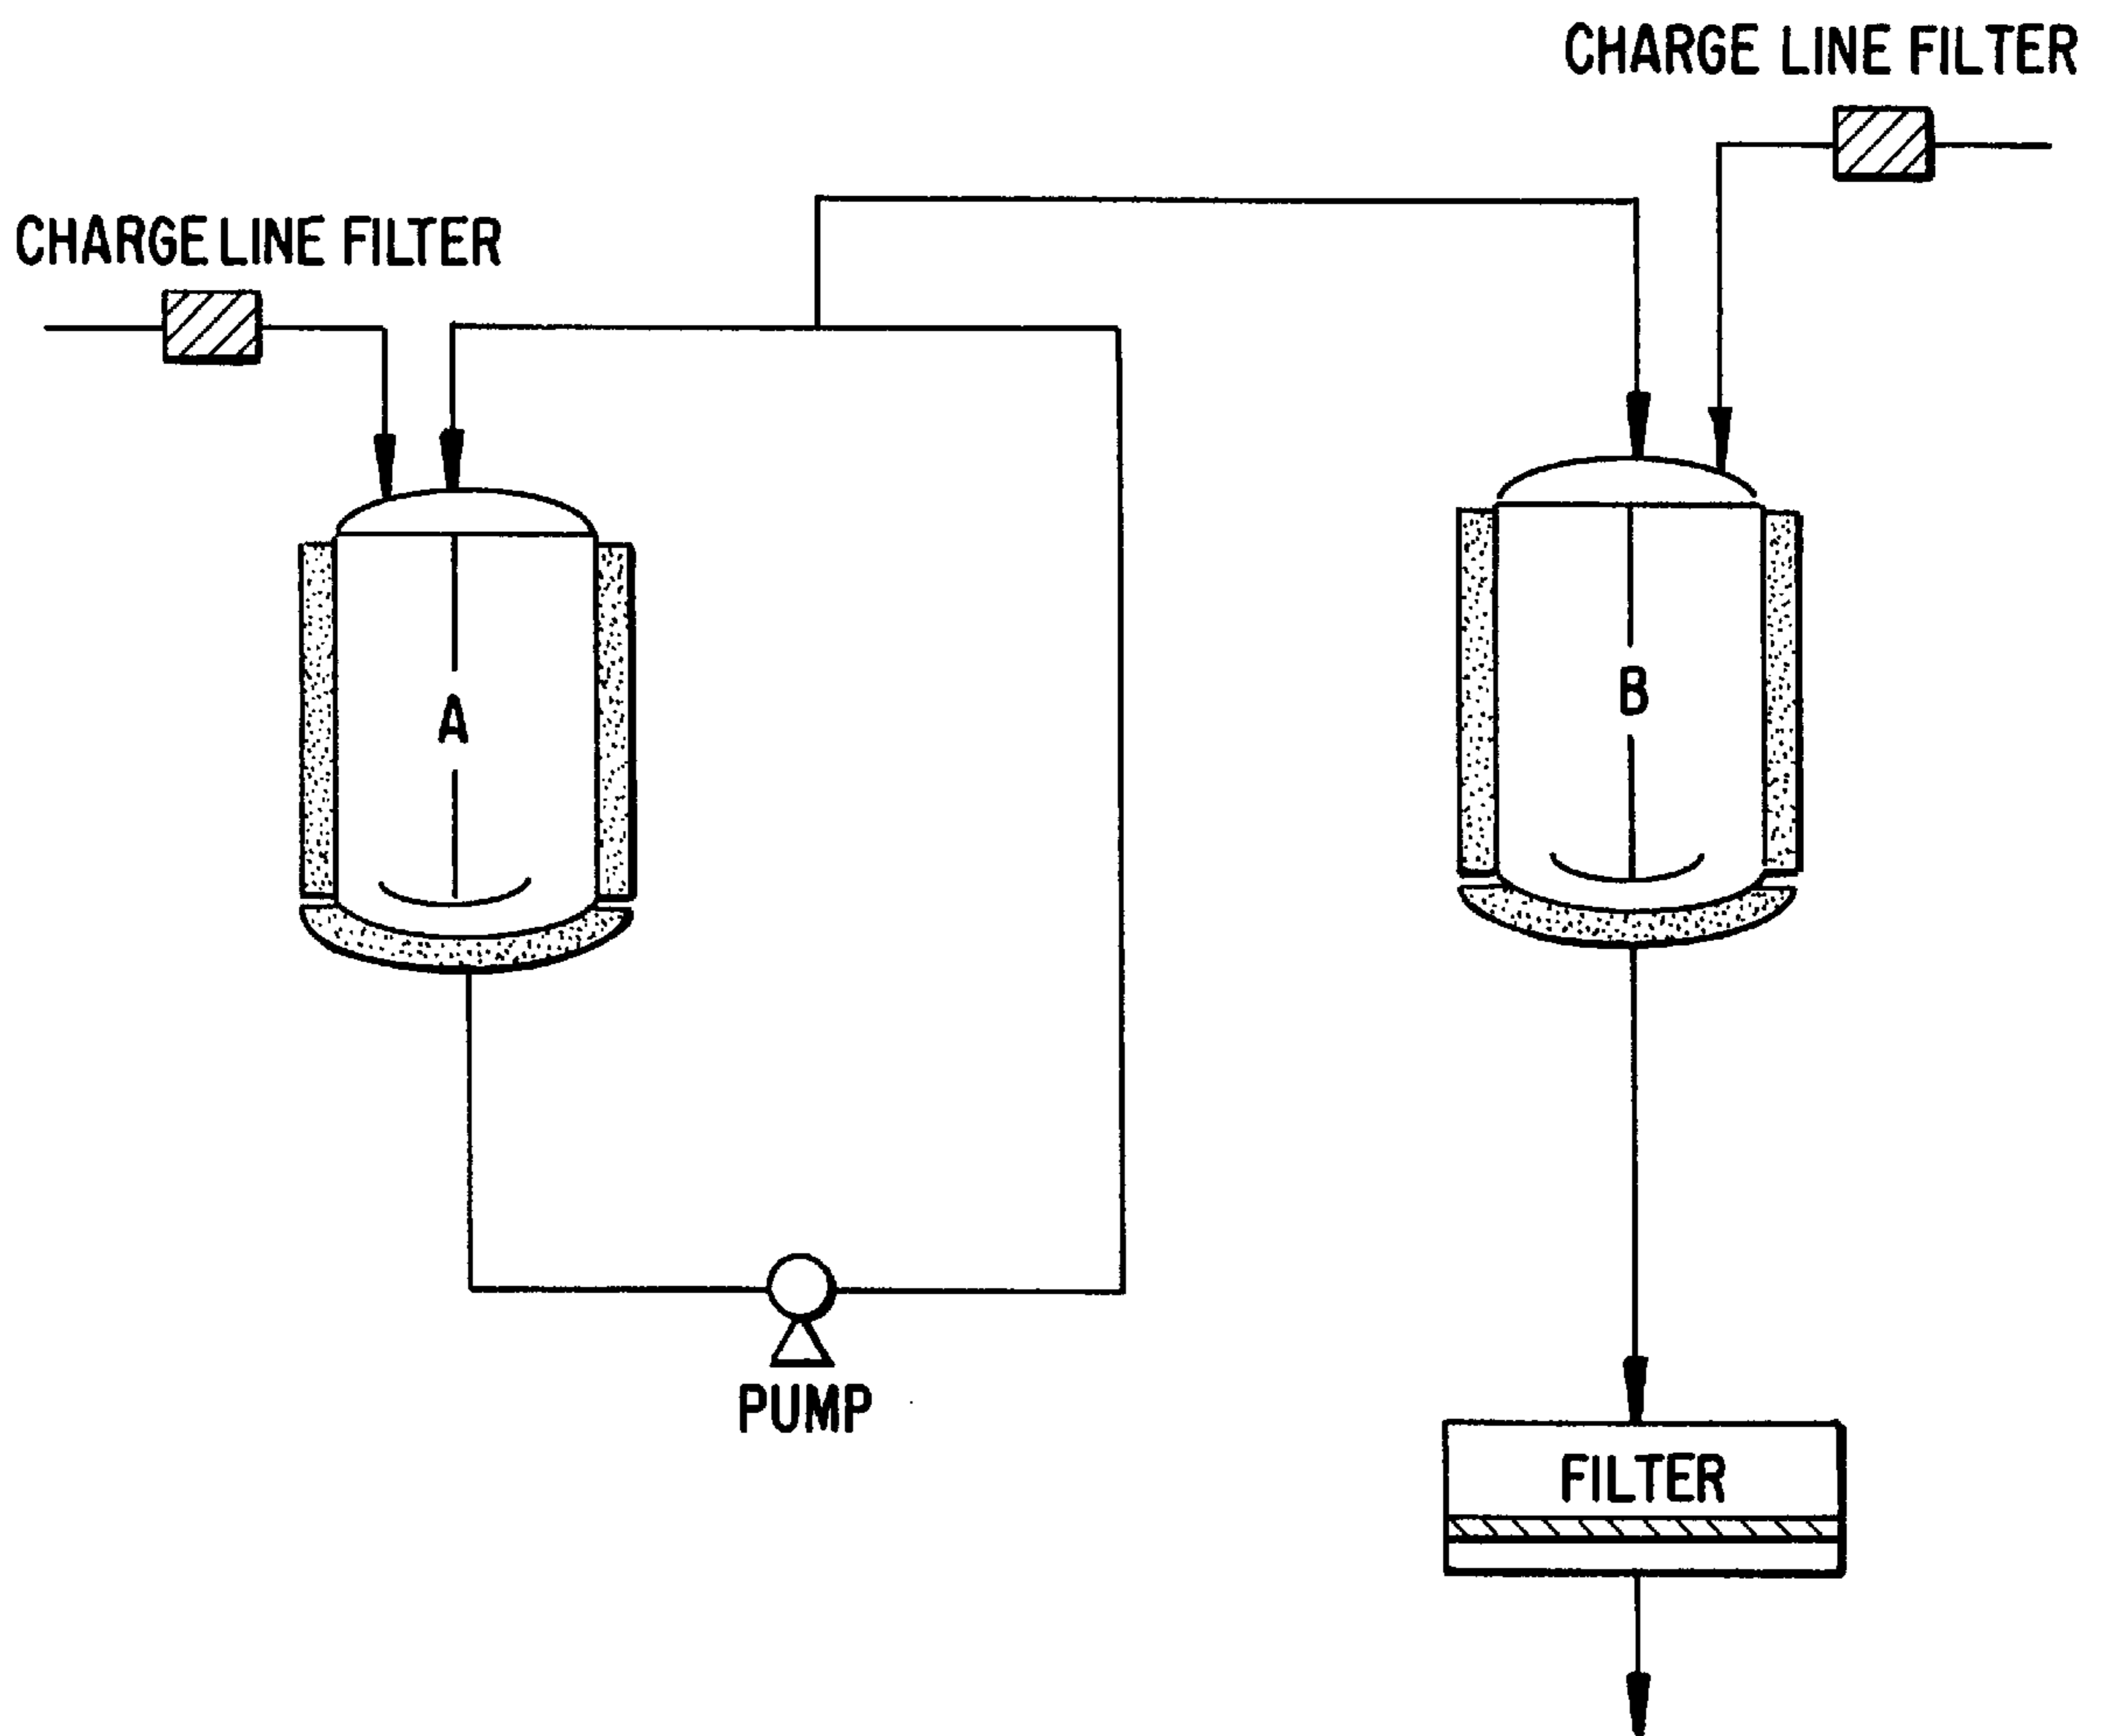 CHARGE LINE FILTER
CHARGE LINE FILTER
A
B
PUMP
FILTER